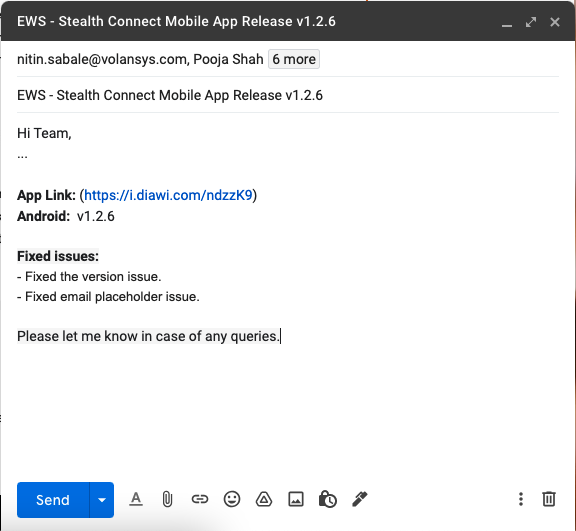 EWS - Stealth Connect Mobile App Release v1.2.6
nitin.sabale@volansys.com, Pooja Shah 6 more
EWS - Stealth Connect Mobile App Release v1.2.6
Hi Team,
...
App Link: (https://i.diawi.com/ndzzK9)
Android: v1.2.6
Fixed issues:
- Fixed the version issue.
- Fixed email placeholder issue.
Please let me know in case of any queries.
Send